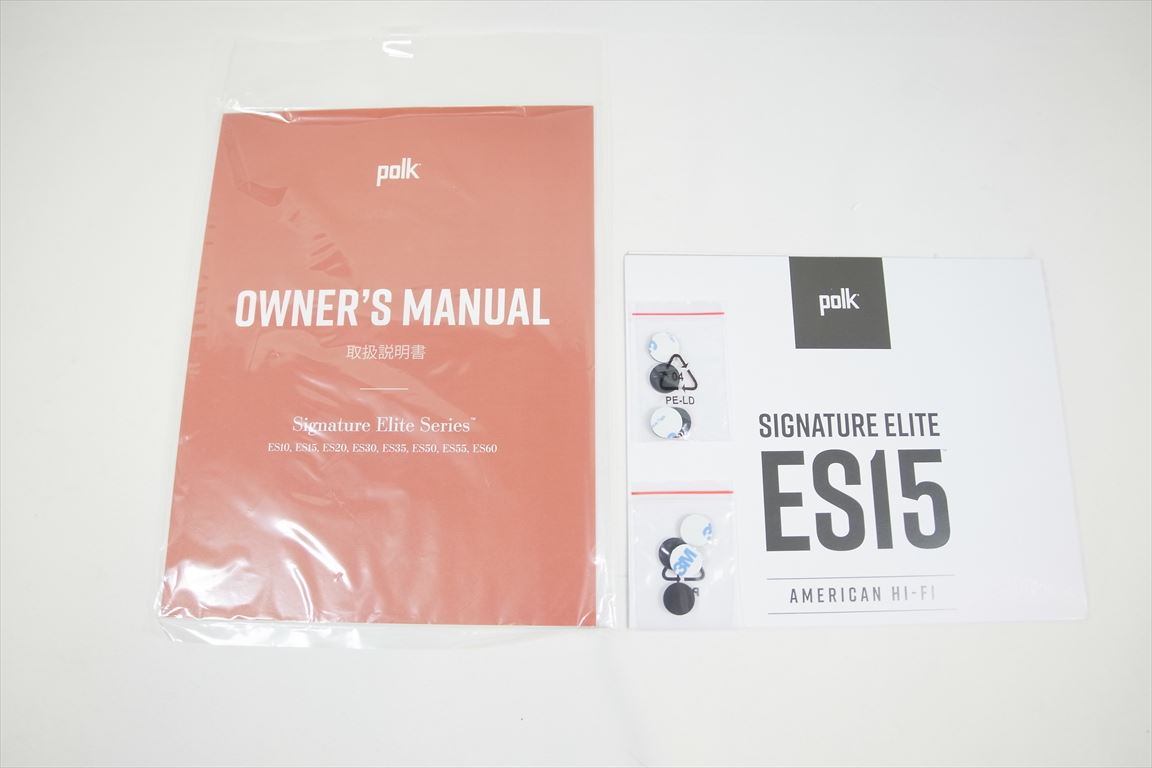 polk
OWNER'S MANUAL
取扱説明書
Signature Elite Series™
ES10, ES15, ES20, ES30, ES35, ES50, ES55, ES60
polk
SIGNATURE ELITE
ES15™
AMERICAN HI-FI
04
PE-LD
3M